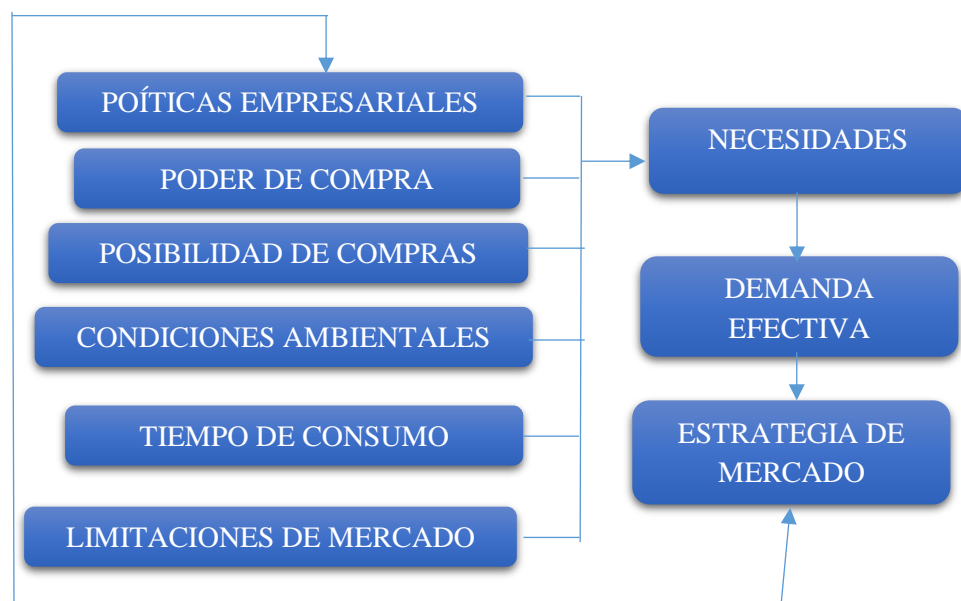 POÍTICAS EMPRESARIALES
PODER DE COMPRA
POSIBILIDAD DE COMPRAS
CONDICIONES AMBIENTALES
TIEMPO DE CONSUMO
LIMITACIONES DE MERCADO
NECESIDADES
DEMANDA
EFECTIVA
ESTRATEGIA DE
MERCADO